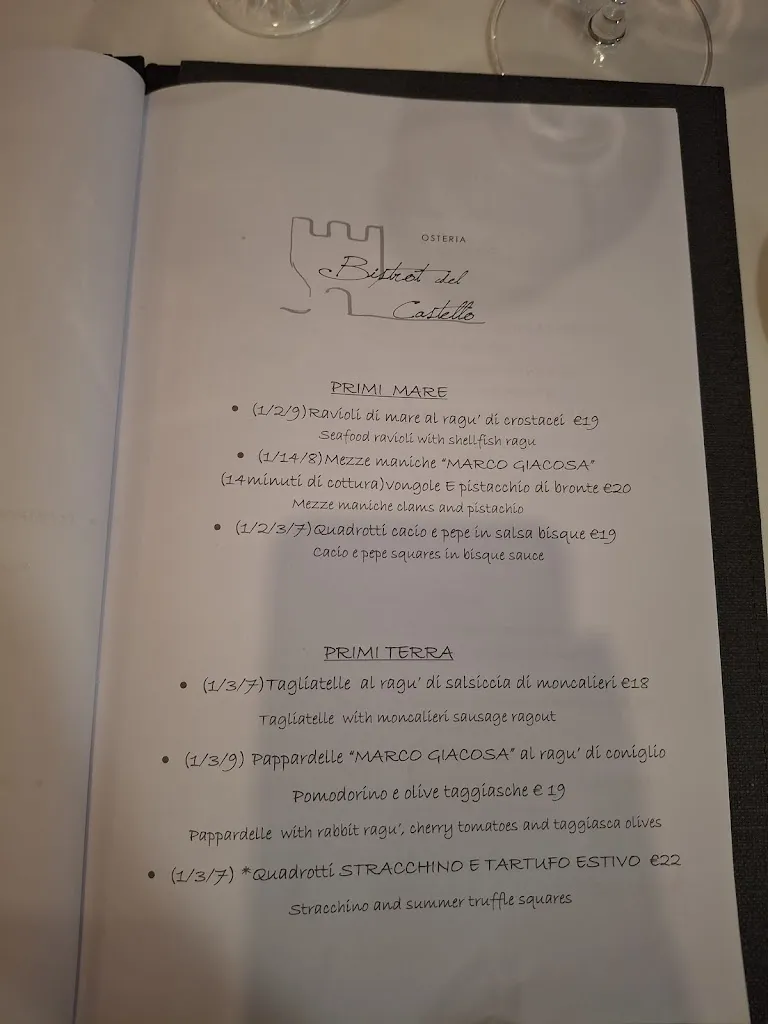 OSTERIA
Bistrot del
Castello
PRIMI MARE
• (1/2/9)Ravioli di mare al ragu' di crostacei €19
Seafood ravioli with shellfish ragu
• (1/14/8)Mezze maniche "MARCO GIACOSA"
(14minuti di cottura)vongole E pistacchio di bronte €20
Mezze maniche clams and pistachio
• (1/2/3/7)Quadrotti cacio e pepe in salsa bisque €19
Cacio e pepe squares in bisque sauce
PRIMI TERRA
• (1/3/7)Tagliatelle al ragu' di salsiccia di moncalieri €18
Tagliatelle with moncalieri sausage ragout
• (1/3/9) Pappardelle "MARCO GIACOSA" al ragu' di coniglio
Pomodorino e olive taggiasche € 19
Pappardelle with rabbit ragu', cherry tomatoes and taggiasca olives
• (1/3/7) *Quadrotti STRACCHINO E TARTUFO ESTIVO €22
Stracchino and summer truffle squares